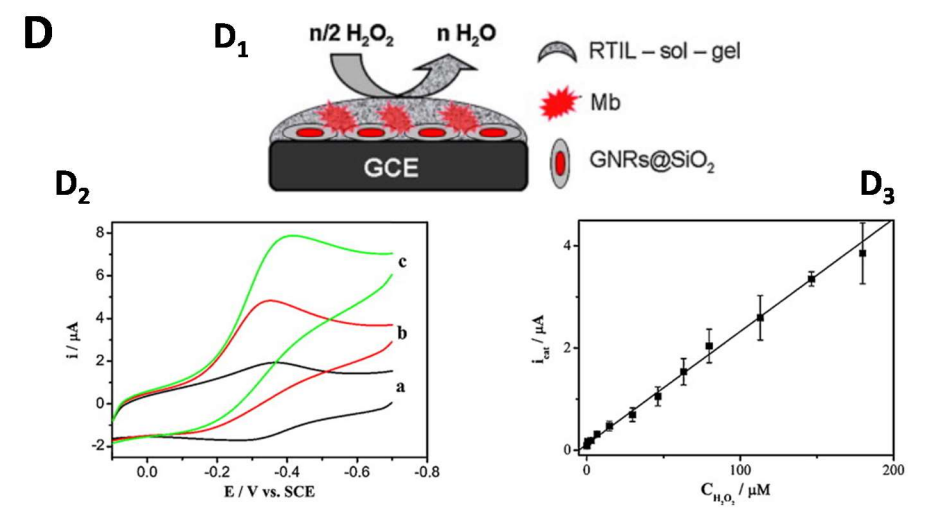 D
D₁
n/2 H₂O₂ n H₂O
RTIL – sol – gel
Mb
GNRs@SiO₂
GCE
D₂
D₃
i / μA
8
6
4
2
0
-2
0.0 -0.2 -0.4 -0.6 -0.8
E / V vs. SCE
c
b
a
i_cat / μA
4
2
0
0 100 200
C_H₂O₂ / μM